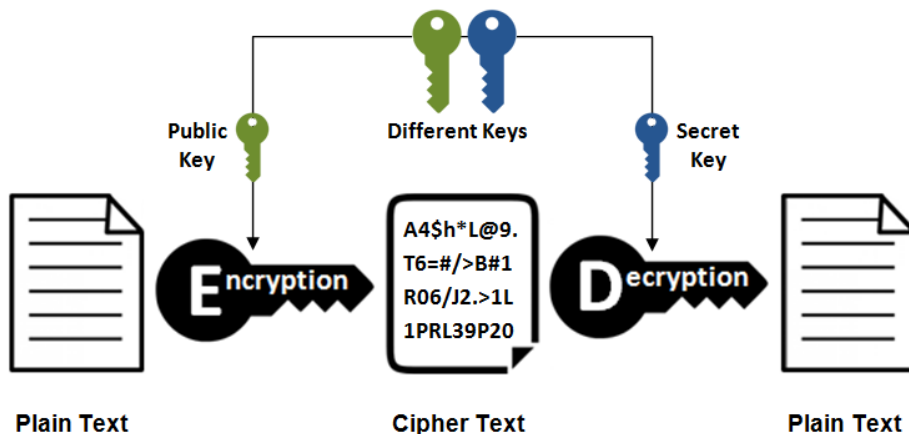 Public
Key
Different Keys
Secret
Key
Encryption
A4$h*L@9.
T6=#/>B#1
R06/J2.>1L
1PRL39P20
Decryption
Plain Text
Cipher Text
Plain Text